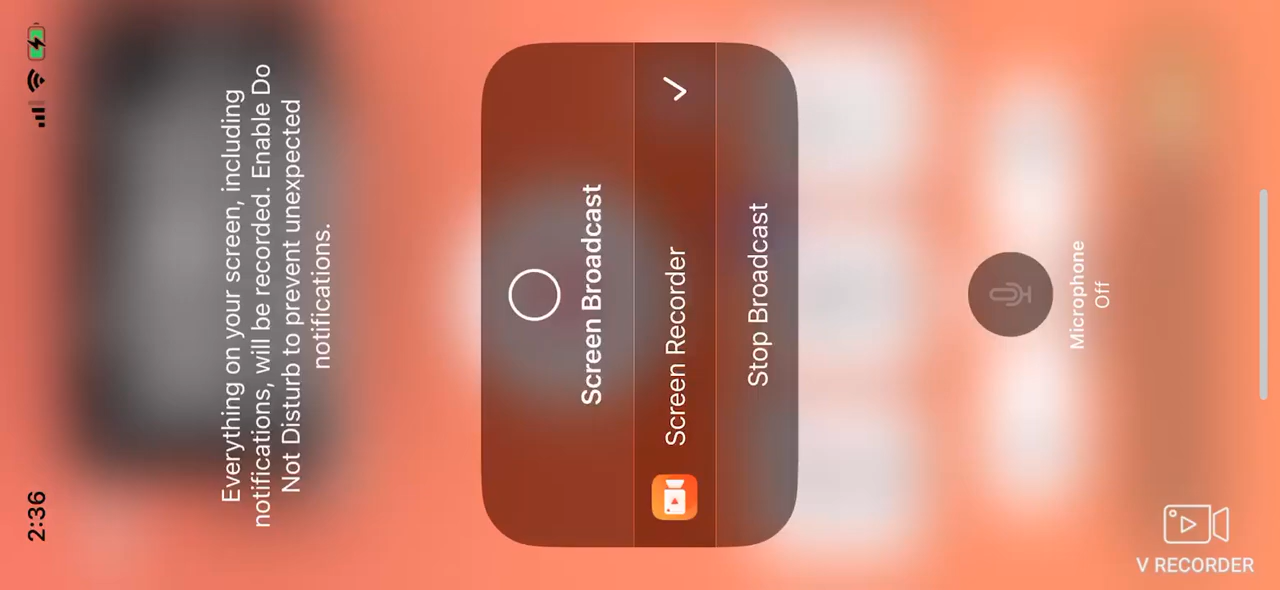 2:36
Everything on your screen, including
notifications, will be recorded. Enable Do
Not Disturb to prevent unexpected
notifications.
Screen Broadcast
Screen Recorder
Stop Broadcast
Microphone
Off
V RECORDER